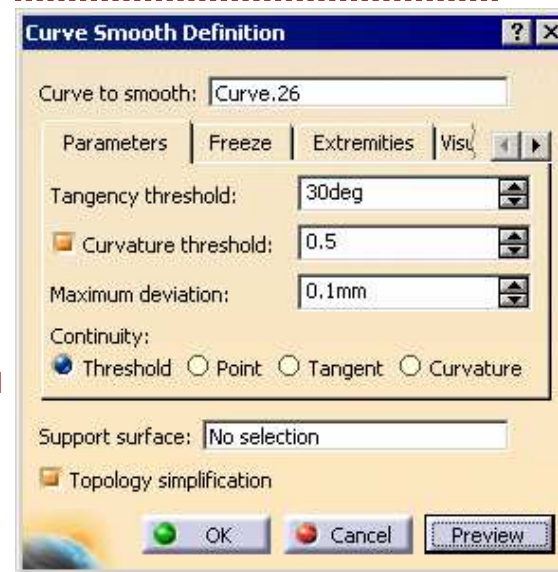 Curve Smooth Definition
Curve to smooth: Curve.26
Parameters Freeze Extremities
Tangency threshold: 30deg
Curvature threshold: 0.5
Maximum deviation: 0.1mm
Continuity:
Threshold Point Tangent Curvature
Support surface: No selection
Topology simplification
OK Cancel Preview